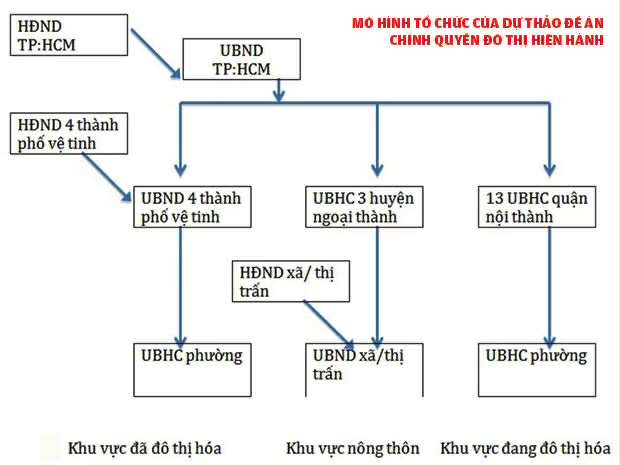 MÔ HÌNH TỔ CHỨC CỦA DỰ THẢO ĐỀ ÁN
CHÍNH QUYỀN ĐÔ THỊ HIỆN HÀNH
HĐND
TP:HCM
UBND
TP:HCM
HĐND 4 thành
phố vệ tinh
UBND 4 thành
phố vệ tinh
UBHC 3 huyện
ngoại thành
13 UBHC quận
nội thành
HĐND xã/ thị
trấn
UBHC phường
UBND xã/thị
trấn
UBHC phường
Khu vực đã đô thị hóa
Khu vực nông thôn
Khu vực đang đô thị hóa